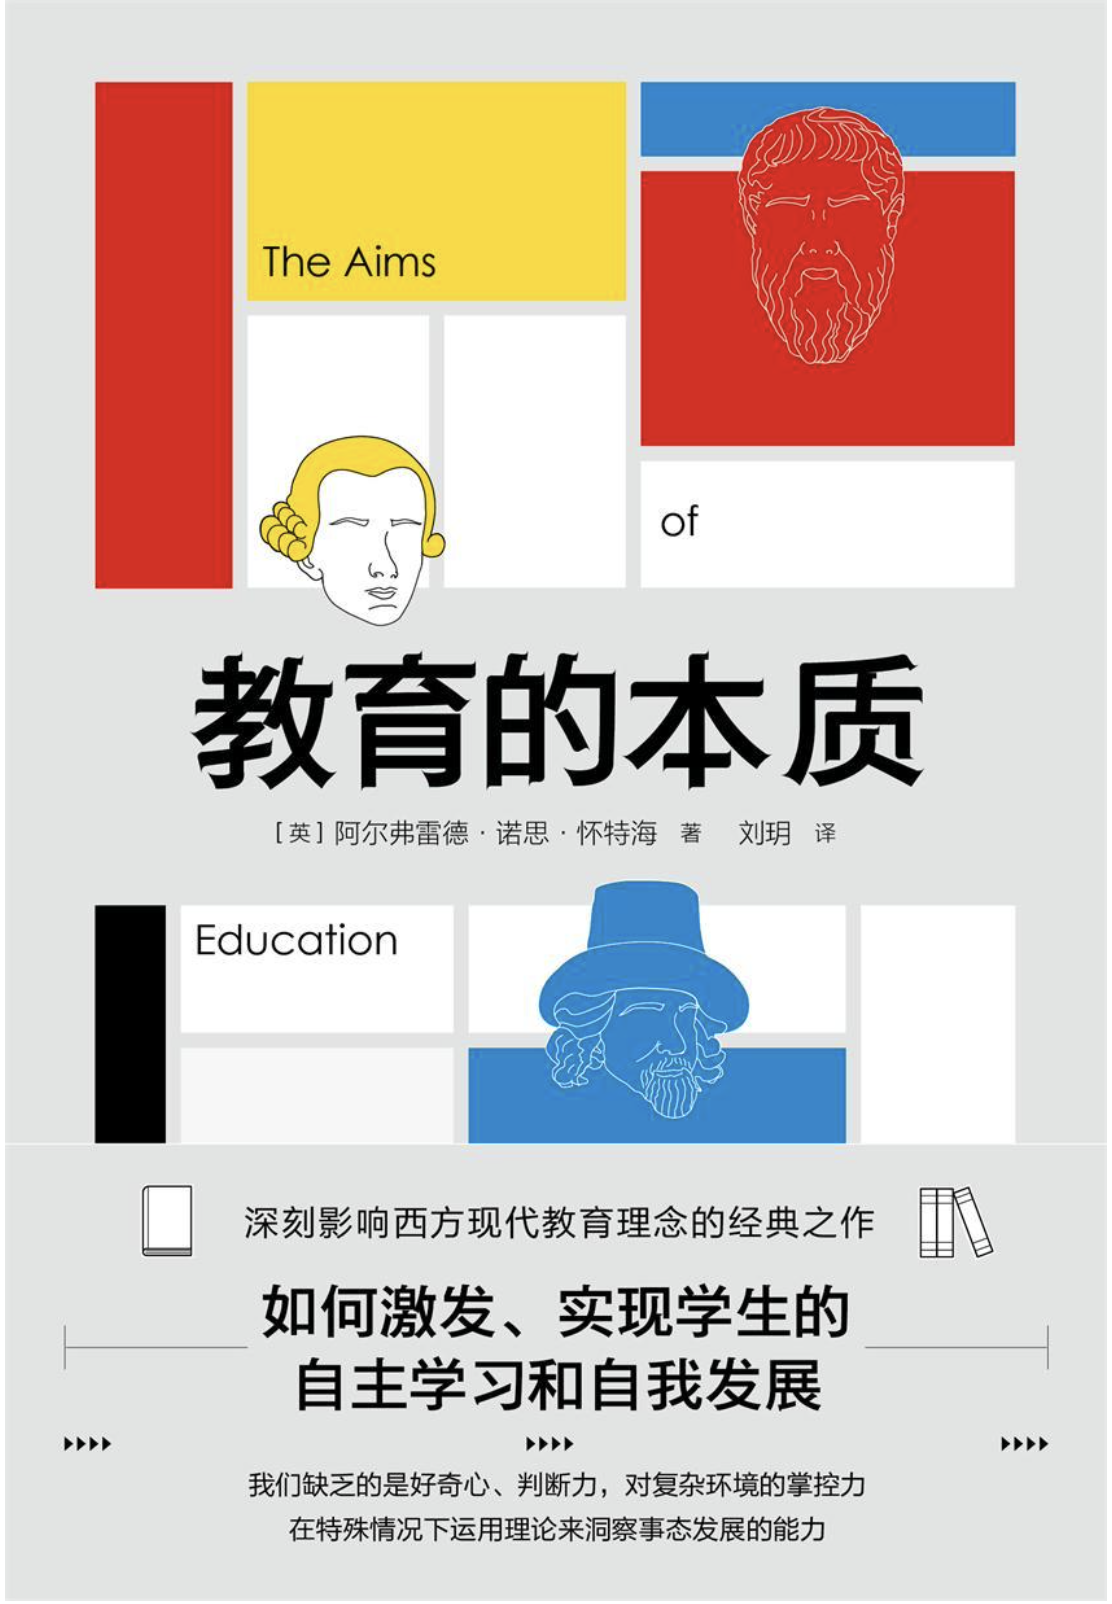 The Aims
of
教育的本质
[英] 阿尔弗雷德·诺思·怀特海 著 刘玥 译
Education
深刻影响西方现代教育理念的经典之作
如何激发、实现学生的
自主学习和自我发展
我们缺乏的是好奇心、判断力，对复杂环境的掌控力
在特殊情况下运用理论来洞察事态发展的能力